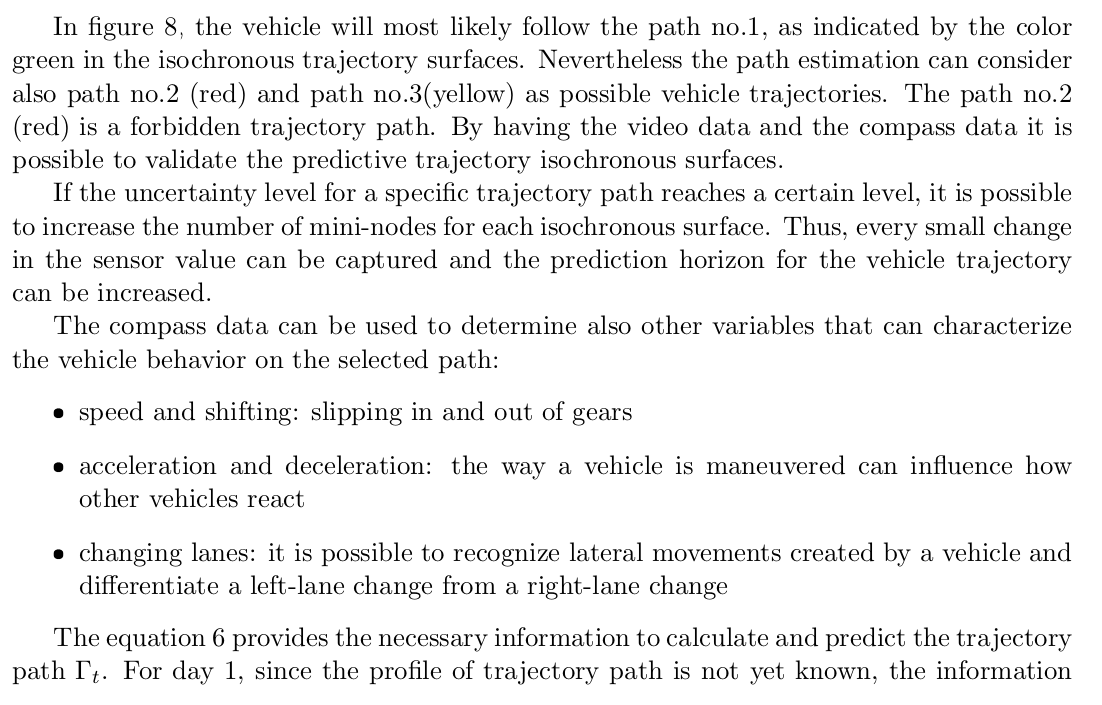 In figure 8, the vehicle will most likely follow the path no.1, as indicated by the color
green in the isochronous trajectory surfaces. Nevertheless the path estimation can consider
also path no.2 (red) and path no.3(yellow) as possible vehicle trajectories. The path no.2
(red) is a forbidden trajectory path. By having the video data and the compass data it is
possible to validate the predictive trajectory isochronous surfaces.
If the uncertainty level for a specific trajectory path reaches a certain level, it is possible
to increase the number of mini-nodes for each isochronous surface. Thus, every small change
in the sensor value can be captured and the prediction horizon for the vehicle trajectory
can be increased.
The compass data can be used to determine also other variables that can characterize
the vehicle behavior on the selected path:
• speed and shifting: slipping in and out of gears
• acceleration and deceleration: the way a vehicle is maneuvered can influence how
other vehicles react
• changing lanes: it is possible to recognize lateral movements created by a vehicle and
differentiate a left-lane change from a right-lane change
The equation 6 provides the necessary information to calculate and predict the trajectory
path Γt. For day 1, since the profile of trajectory path is not yet known, the information